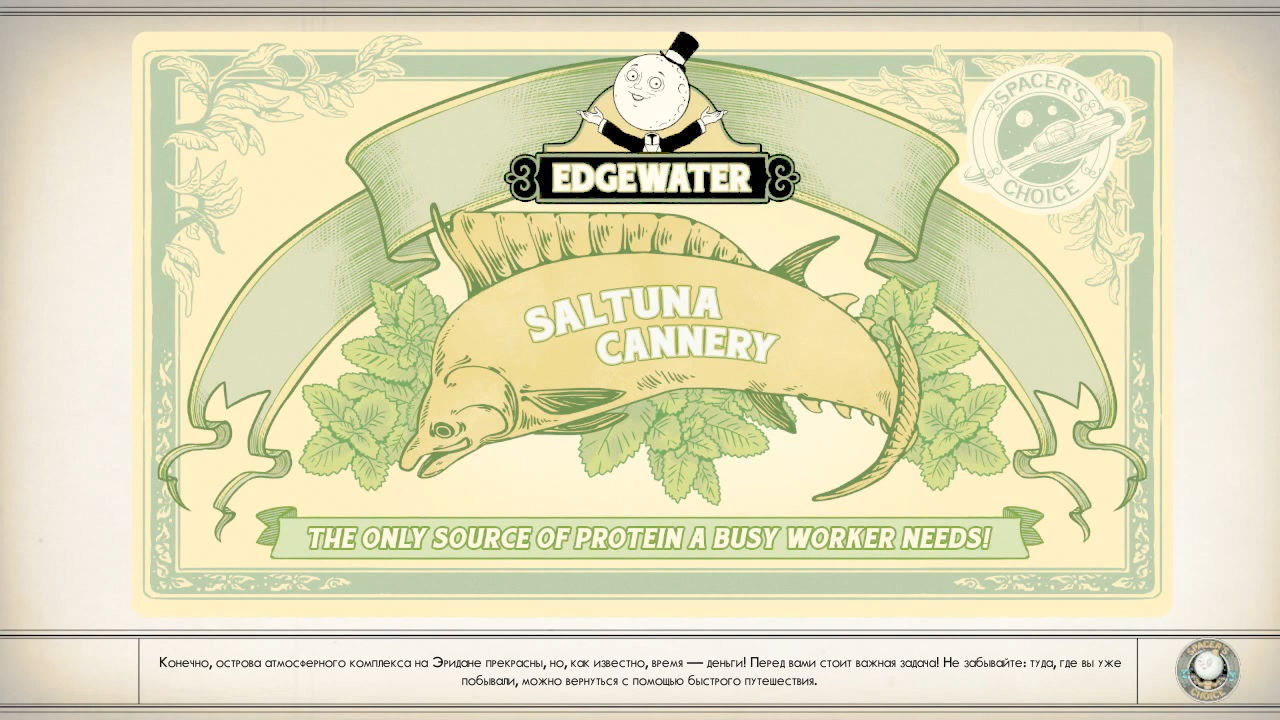 SPACER'S
CHOICE
EDGEWATER
SALTUNA
CANNERY
THE ONLY SOURCE OF PROTEIN A BUSY WORKER NEEDS!
Конечно, острова атмосферного комплекса на Эридане прекрасны, но, как известно, время — деньги! Перед вами стоит важная задача! Не забывайте: туда, где вы уже
побывали, можно вернуться с помощью быстрого путешествия.
SPACER'S
CHOICE